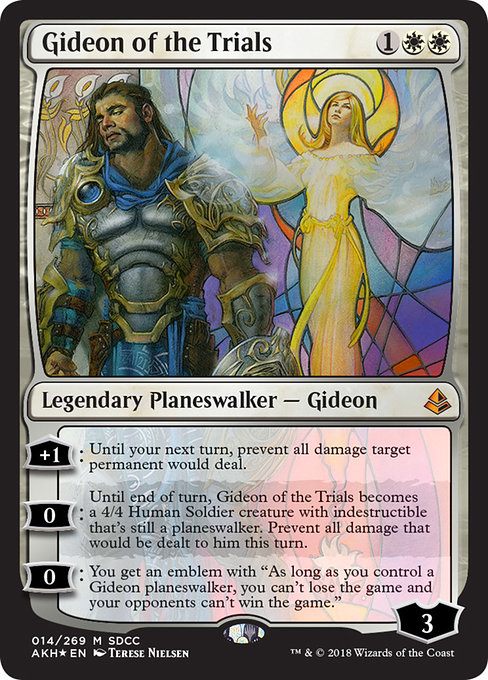 Gideon of the Trials 1
Legendary Planeswalker — Gideon
+1 : Until your next turn, prevent all damage target
permanent would deal.
0 : Until end of turn, Gideon of the Trials becomes
a 4/4 Human Soldier creature with indestructible
that's still a planeswalker. Prevent all damage that
would be dealt to him this turn.
0 : You get an emblem with “As long as you control a
Gideon planeswalker, you can't lose the game and
your opponents can't win the game.”
3
014/269 M SDCC
AKH★EN Terese Nielsen
™ & © 2018 Wizards of the Coast